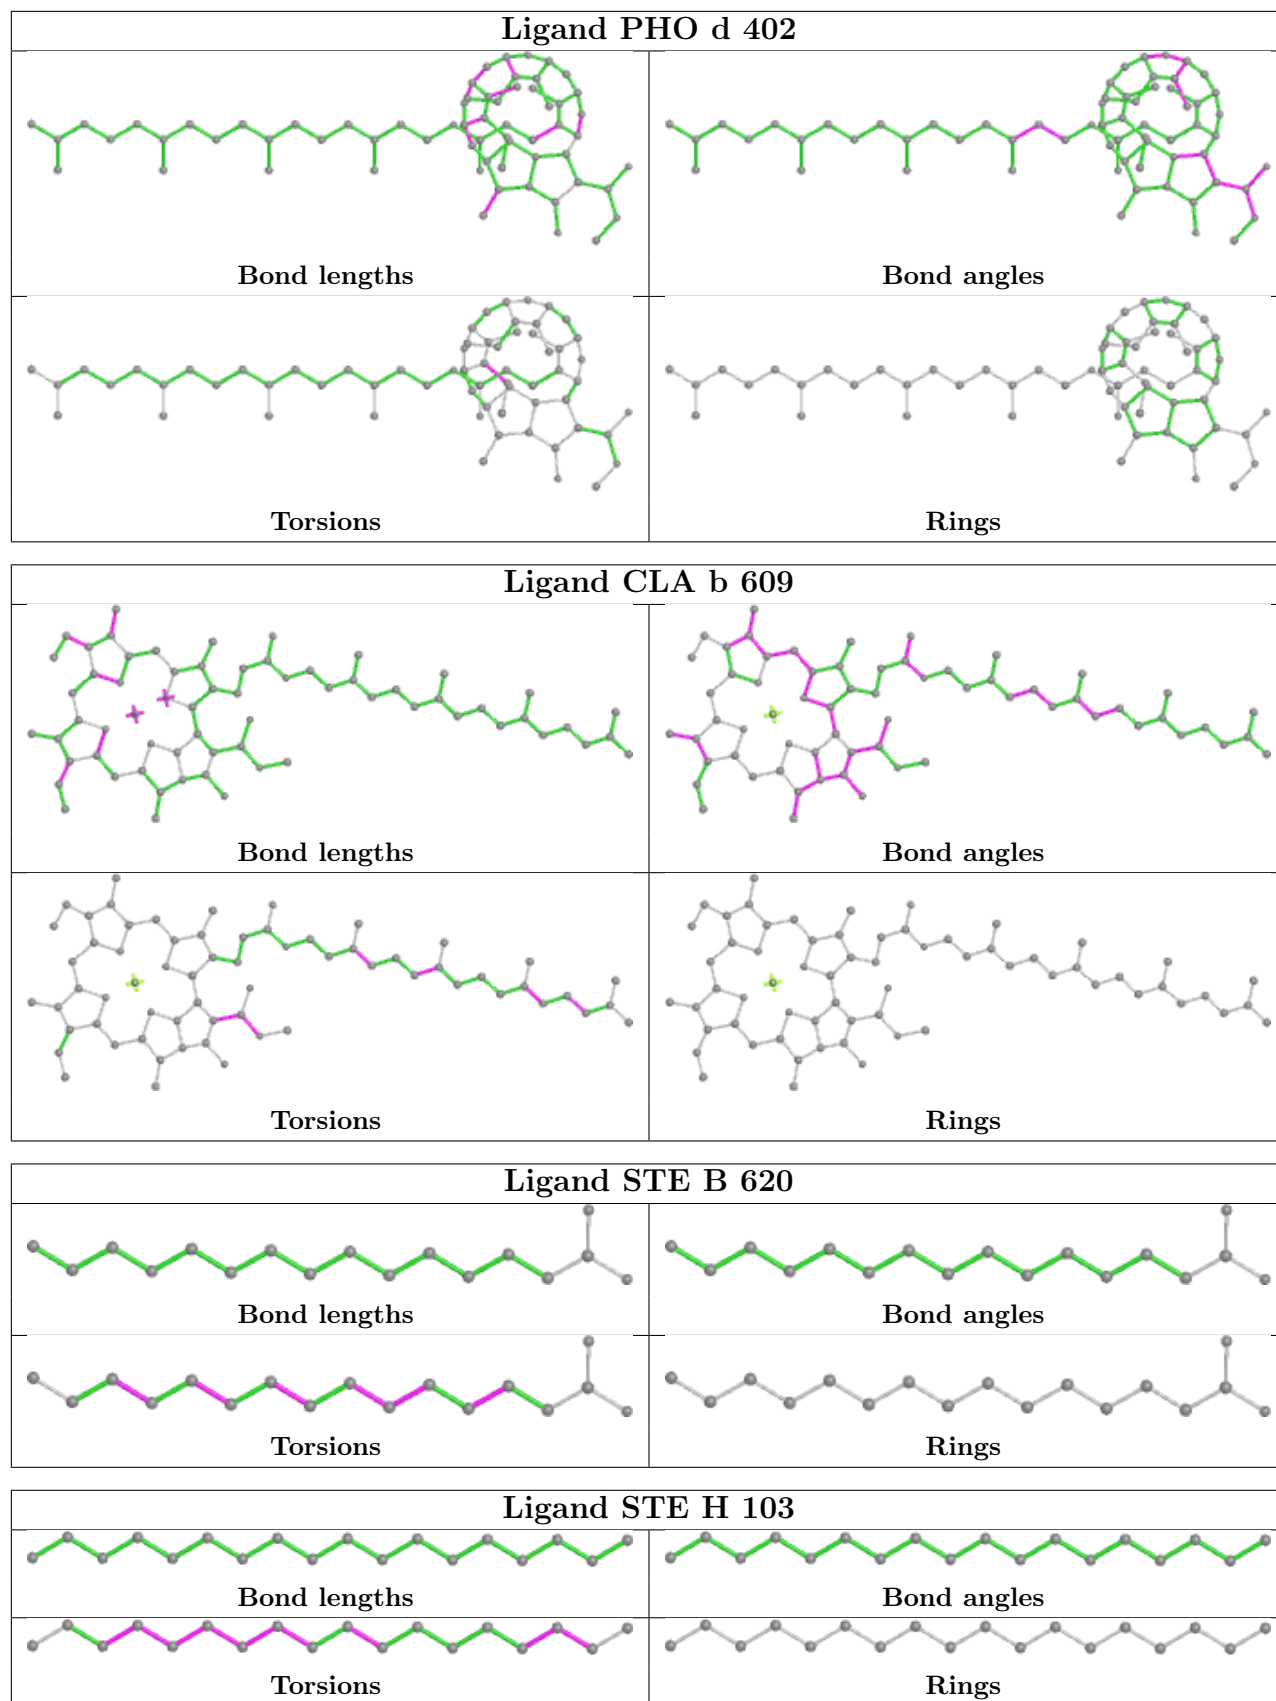 Ligand PHO d 402
Bond lengths
Bond angles
Torsions
Rings
Ligand CLA b 609
Bond lengths
Bond angles
Torsions
Rings
Ligand STE B 620
Bond lengths
Bond angles
Torsions
Rings
Ligand STE H 103
Bond lengths
Bond angles
Torsions
Rings